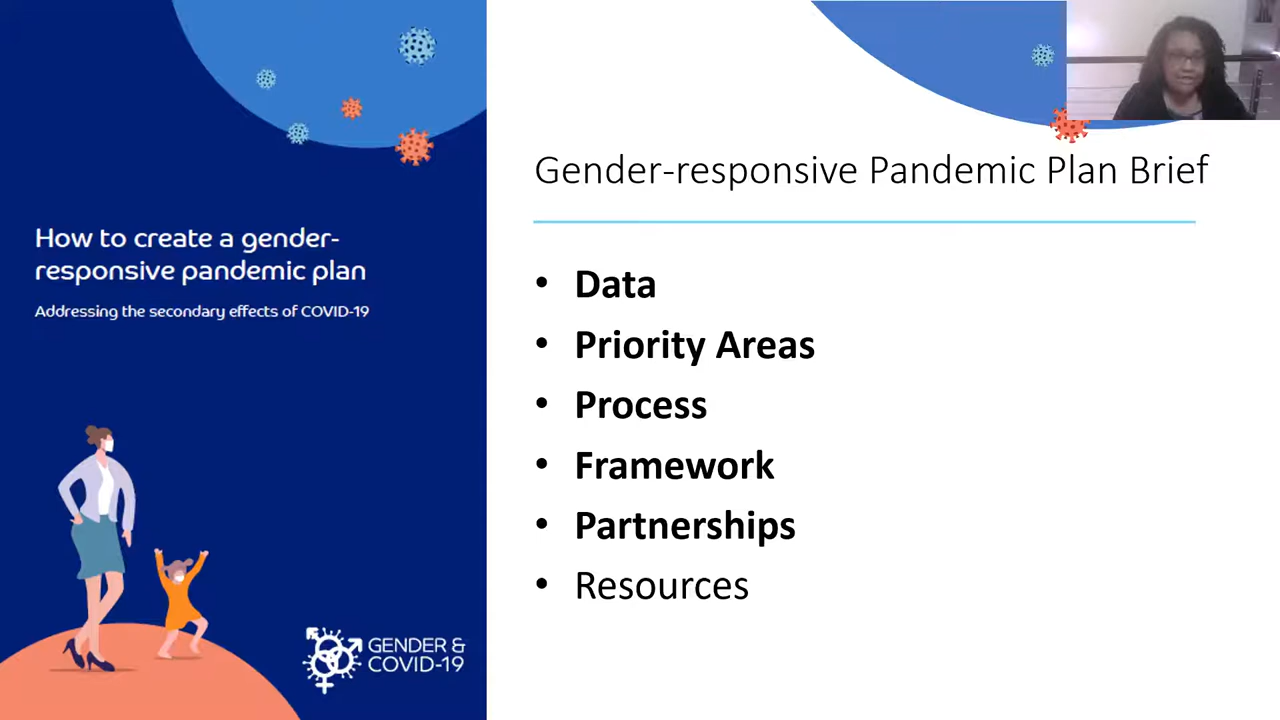 How to create a gender-
responsive pandemic plan
Addressing the secondary effects of COVID-19
GENDER &
COVID-19
Gender-responsive Pandemic Plan Brief
• Data
• Priority Areas
• Process
• Framework
• Partnerships
• Resources